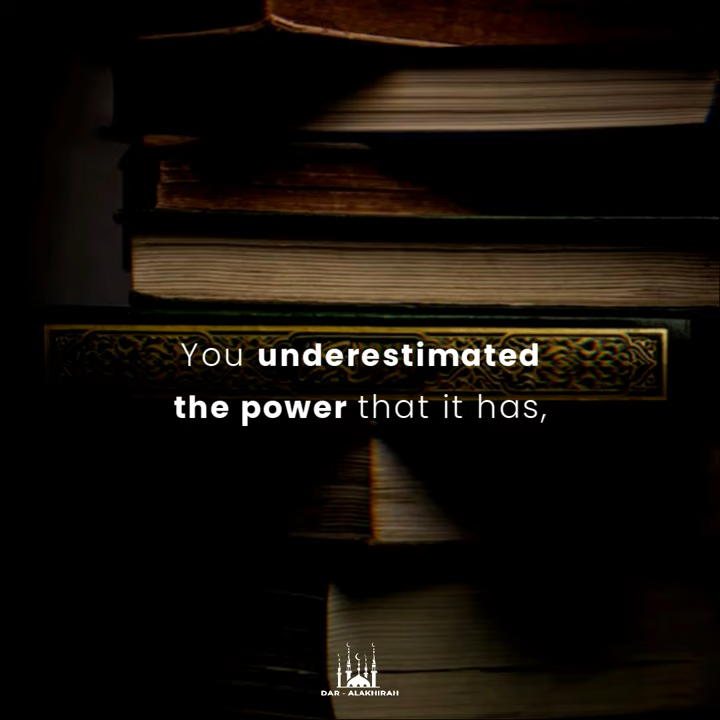 You underestimated
the power that it has,
DAR - ALAKHIRAH